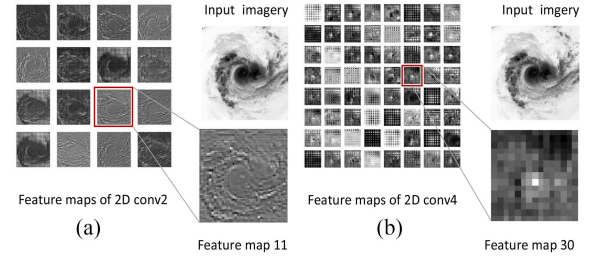 Input imagery
Feature maps of 2D conv2
(a)
Feature map 11
Input imgery
Feature maps of 2D conv4
(b)
Feature map 30